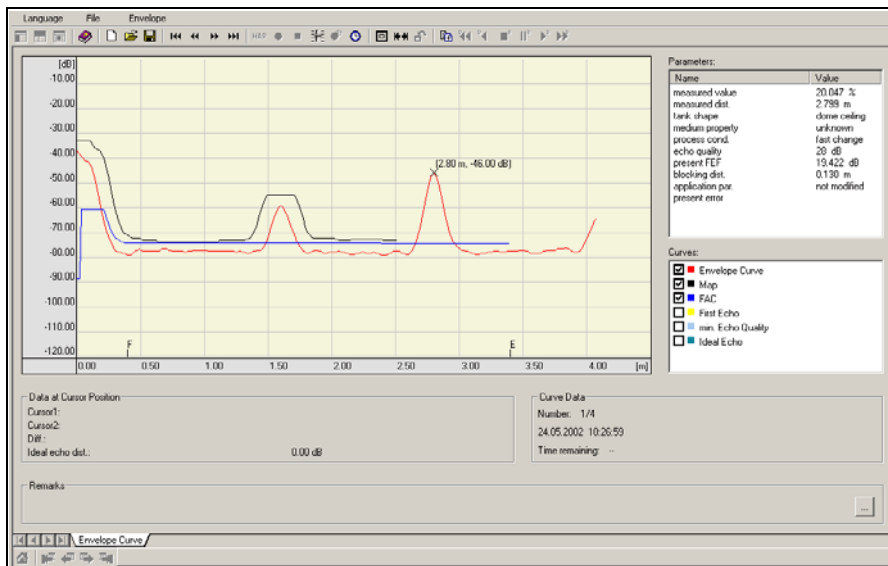 Language File Envelope
[dB]
-10.00
-20.00
-30.00
-40.00
-50.00
-60.00
-70.00
-80.00
-90.00
-100.00
-110.00
-120.00
[2.80 m, -46.00 dB]
F E
0.00 0.50 1.00 1.50 2.00 2.50 3.00 3.50 4.00 [m]
Parameters:
Name Value
measured value 20.047 %
measured dist. 2.799 m
tank shape dome ceiling
medium property unknown
process cond. fast change
echo quality 28 dB
present FEF 19.422 dB
blocking dist. 0.130 m
application par. not modified
present error
Curves:
Envelope Curve
Map
FAC
First Echo
min. Echo Quality
Ideal Echo
Data at Cursor Position
Cursor1:
Cursor2:
Diff.:
Ideal echo dist.: 0.00 dB
Curve Data
Number: 1/4
24.05.2002 10:26:59
Time remaining: --
Remarks
...
Envelope Curve